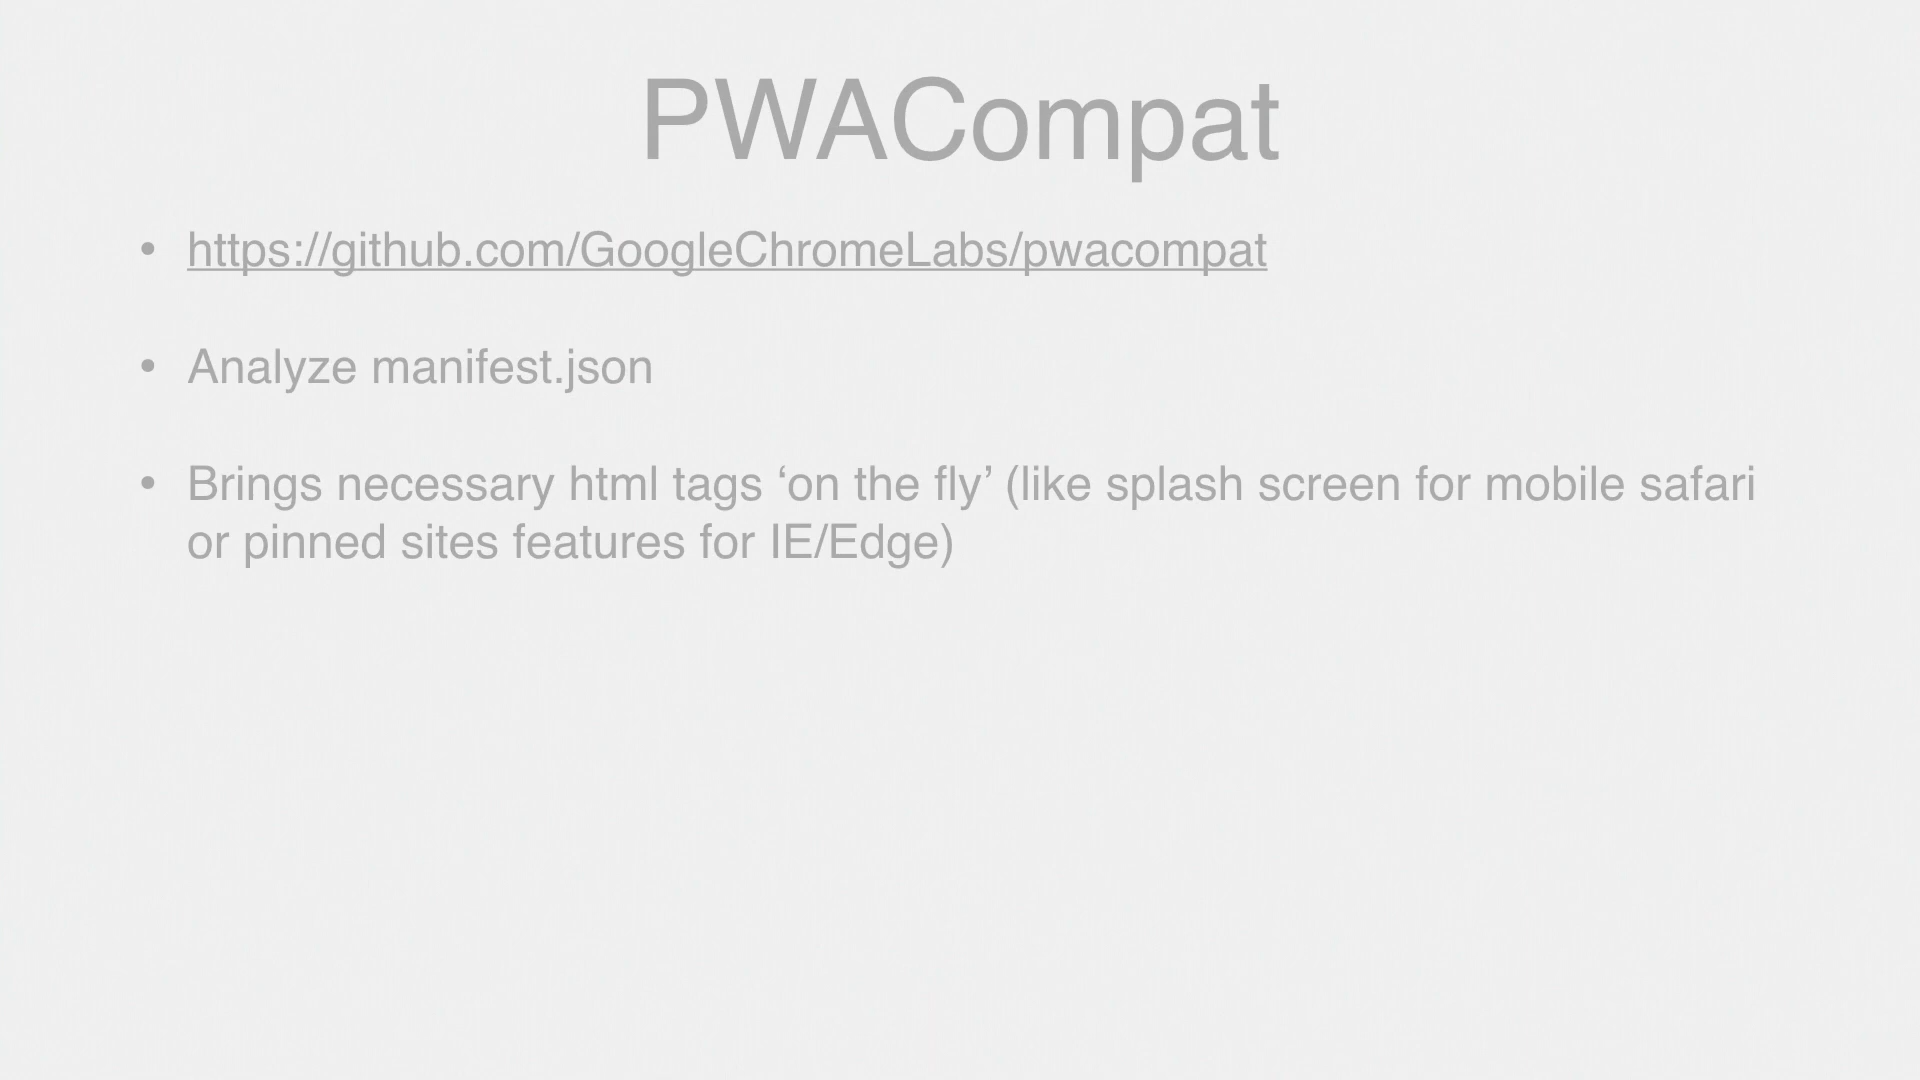 PWACompat
• https://github.com/GoogleChromeLabs/pwacompat
• Analyze manifest.json
• Brings necessary html tags ‘on the fly’ (like splash screen for mobile safari
or pinned sites features for IE/Edge)